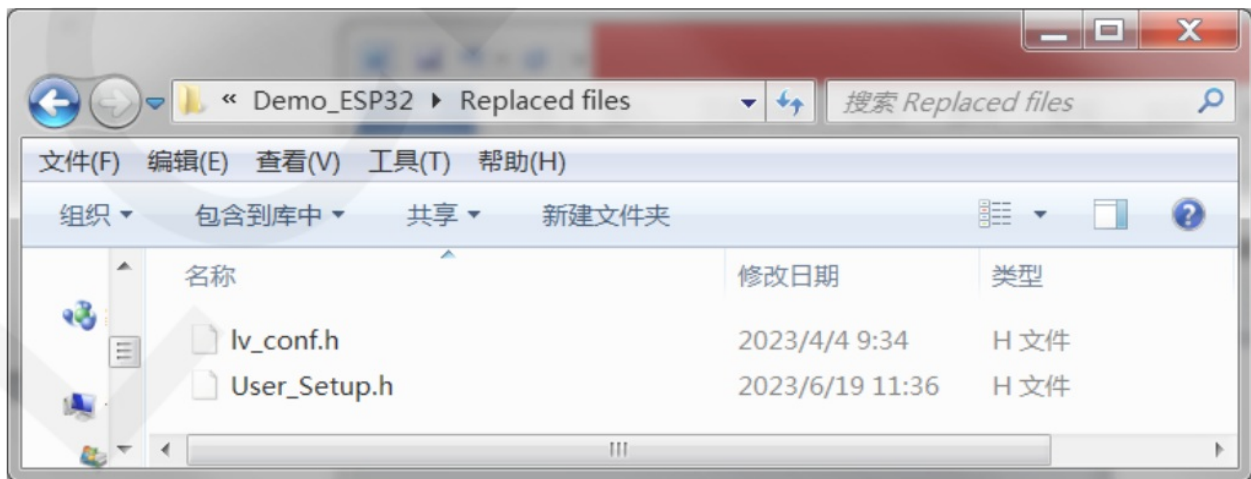 « Demo_ESP32 ▸ Replaced files 搜索 Replaced files
文件(F) 编辑(E) 查看(V) 工具(T) 帮助(H)
组织 包含到库中 共享 新建文件夹
名称 修改日期 类型
lv_conf.h 2023/4/4 9:34 H 文件
User_Setup.h 2023/6/19 11:36 H 文件